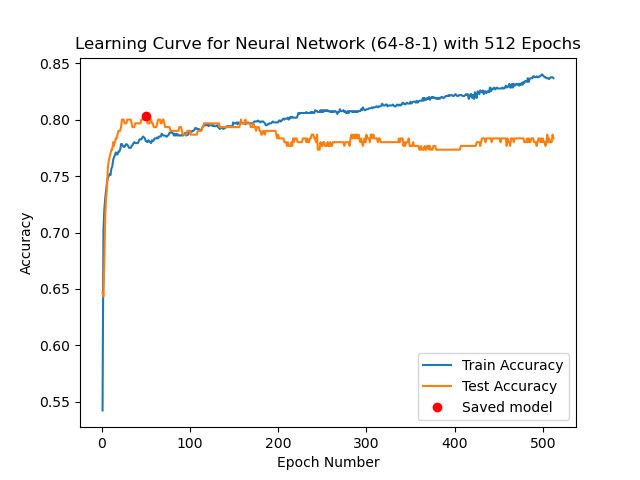 Learning Curve for Neural Network (64-8-1) with 512 Epochs
0.85
0.80
0.75
0.70
0.65
0.60
0.55
Accuracy
Train Accuracy
Test Accuracy
Saved model
0 100 200 300 400 500
Epoch Number